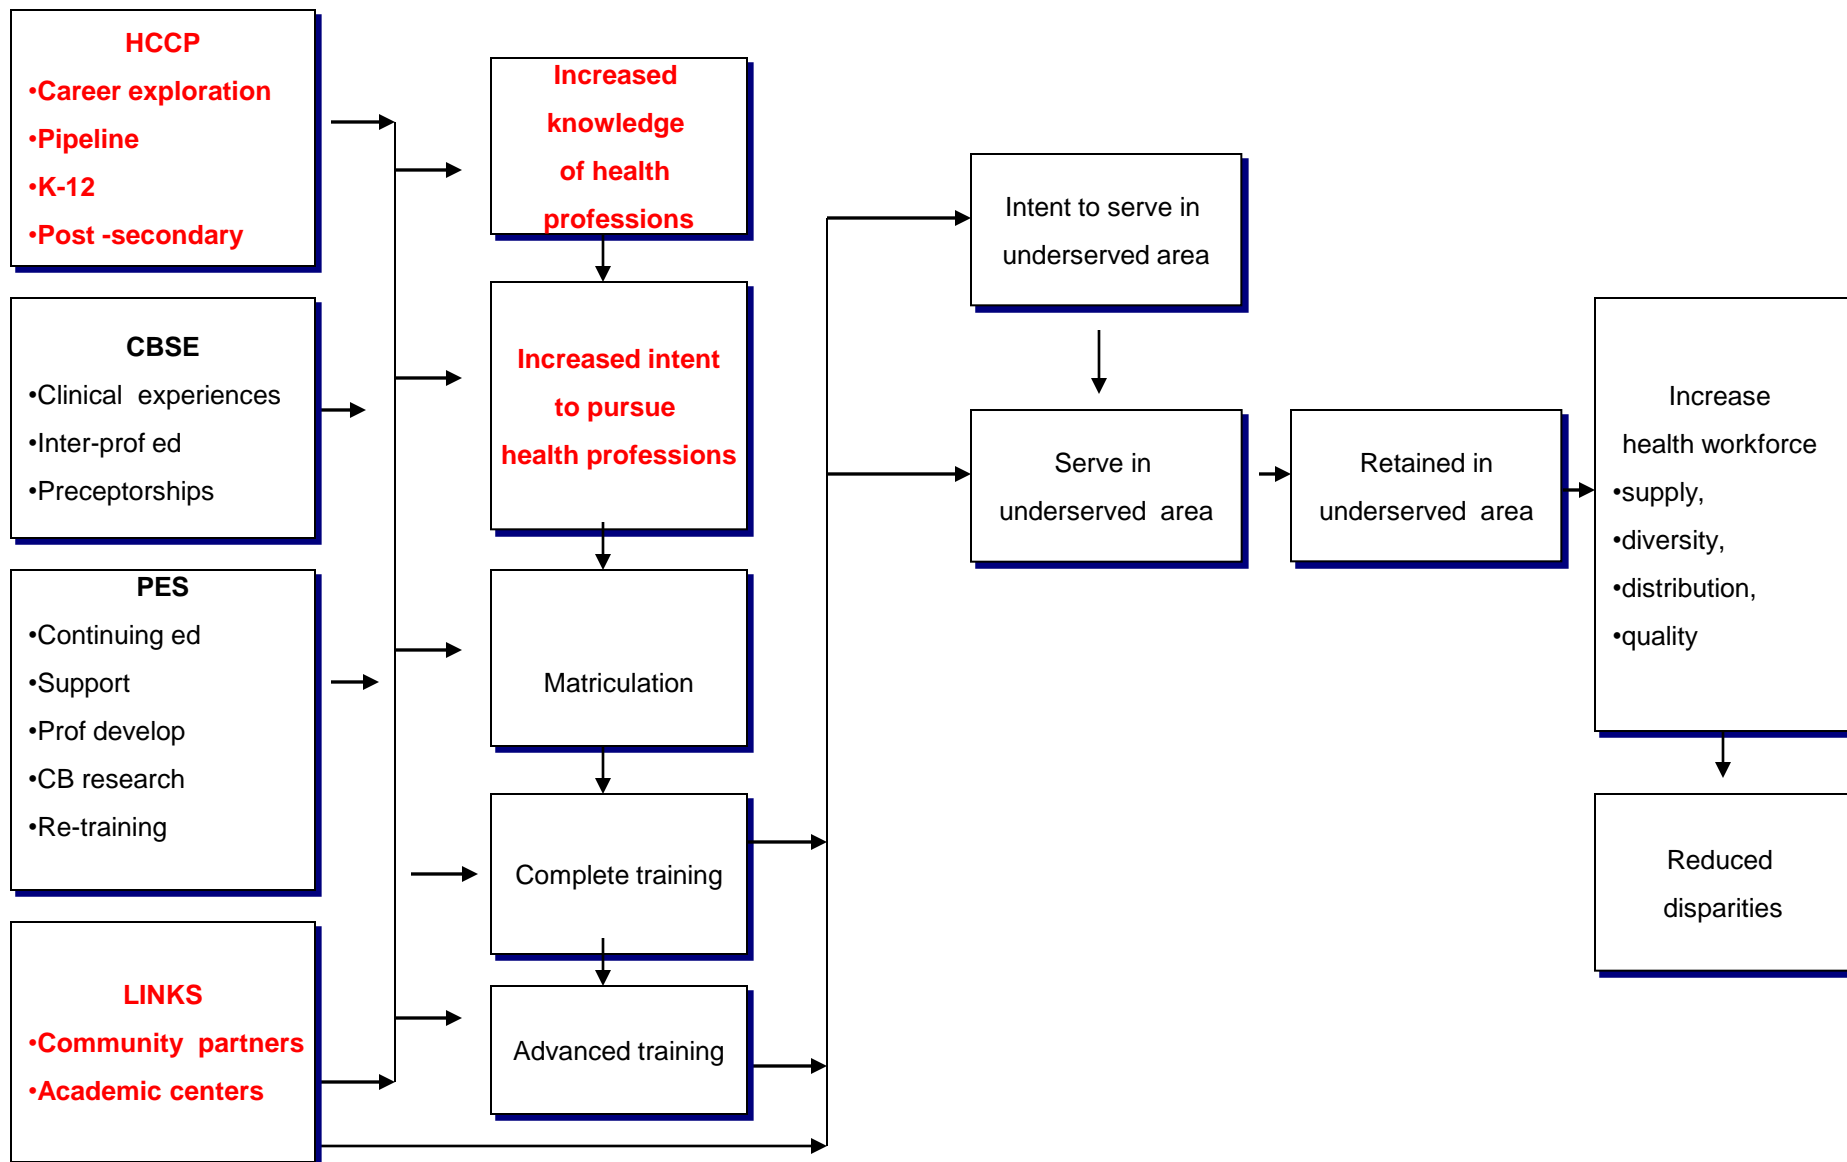 HCCP
•Career exploration
•Pipeline
•K-12
•Post -secondary
CBSE
•Clinical experiences
•Inter-prof ed
•Preceptorships
PES
•Continuing ed
•Support
•Prof develop
•CB research
•Re-training
LINKS
•Community partners
•Academic centers
Increased
knowledge
of health
professions
Increased intent
to pursue
health professions
Matriculation
Complete training
Advanced training
Intent to serve in
underserved area
Serve in
underserved area
Retained in
underserved area
Increase
health workforce
•supply,
•diversity,
•distribution,
•quality
Reduced
disparities